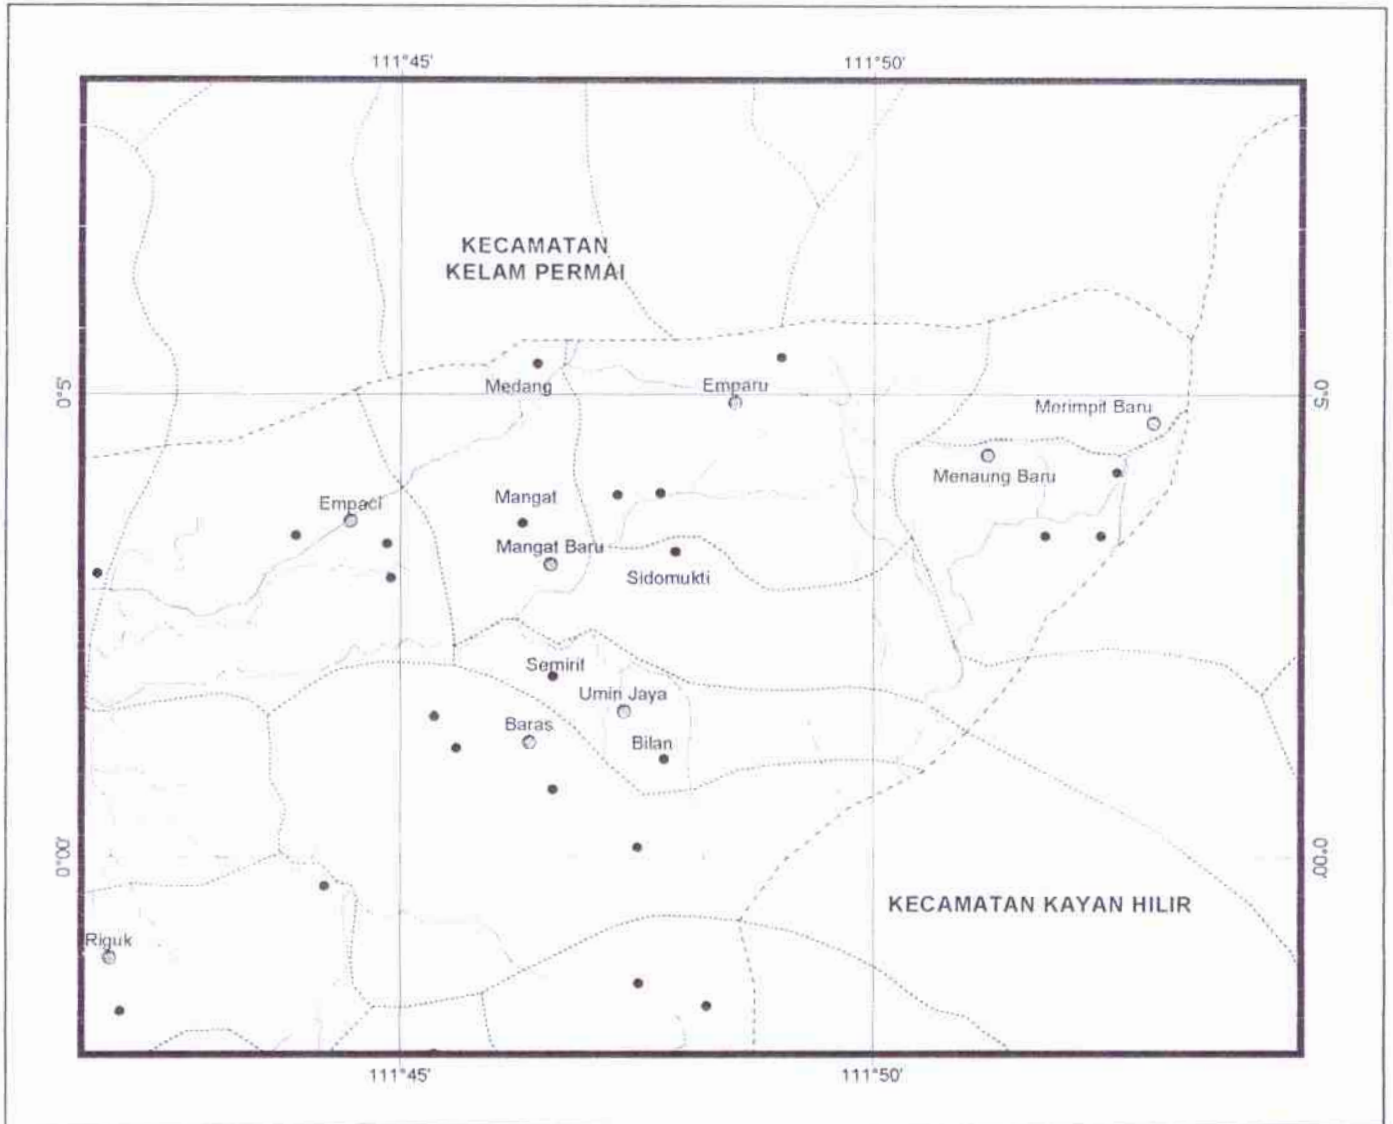 111°45'
111°50'
KECAMATAN
KELAM PERMAI
0°5'
0°5'
Medang
Emparu
Merimpit Baru
Menaung Baru
Empaci
Mangat
Mangat Baru
Sidomukti
Semirit
Umin Jaya
Baras
Bilan
0°00'
0°00'
KECAMATAN KAYAN HILIR
Riguk
111°45'
111°50'